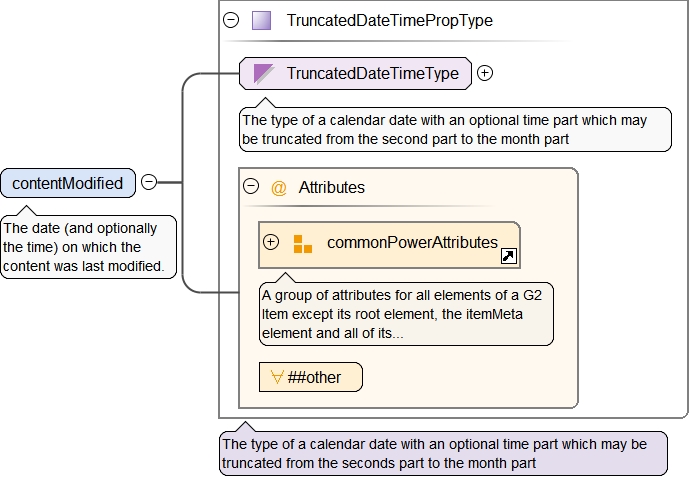 TruncatedDateTimePropType
TruncatedDateTimeType
The type of a calendar date with an optional time part which may
be truncated from the second part to the month part
contentModified
The date (and optionally
the time) on which the
content was last modified.
@ Attributes
commonPowerAttributes
A group of attributes for all elements of a G2
Item except its root element, the itemMeta
element and all of its...
##other
The type of a calendar date with an optional time part which may be
truncated from the seconds part to the month part